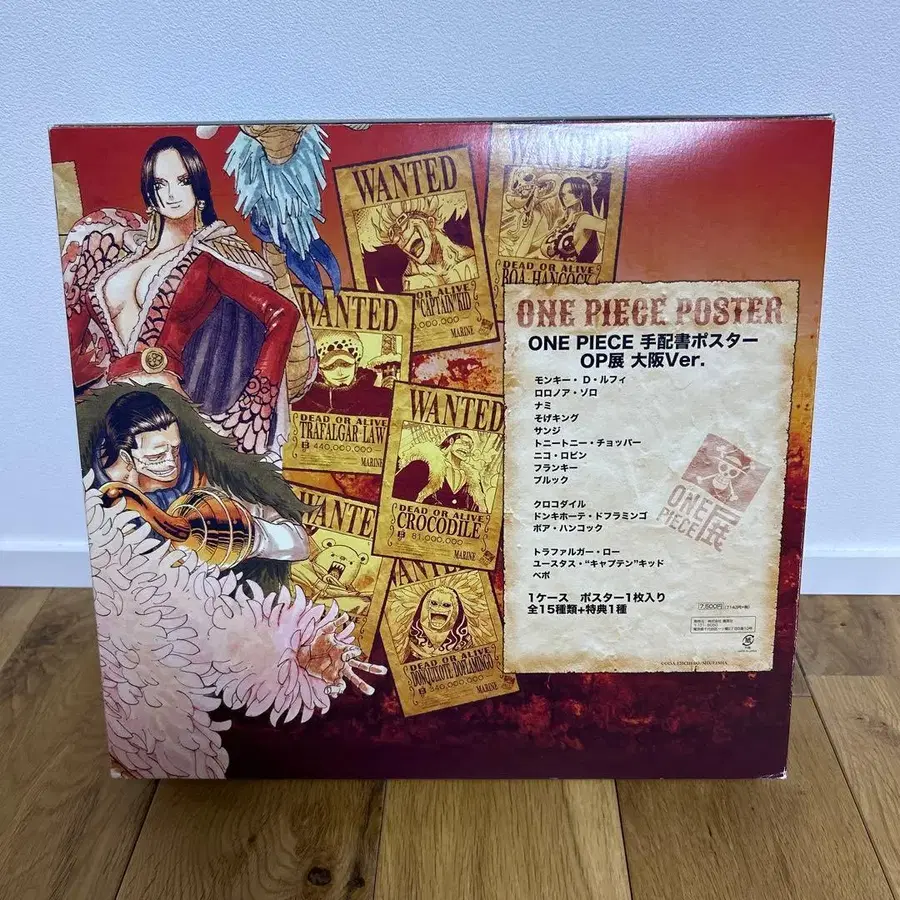 WANTED
DEAD OR ALIVE
"CAPTAIN" KID
MARINE
WANTED
DEAD OR ALIVE
BOA·HANCOCK
WANTED
DEAD OR ALIVE
TRAFALGAR·LAW
440,000,000
MARINE
WANTED
DEAD OR ALIVE
CROCODILE
81,000,000
MARINE
WANTED
WANTED
DEAD OR ALIVE
DONQUIXOTE DOFLAMINGO
340,000,000
MARINE
ONE PIECE POSTER
ONE PIECE 手配書ポスター
OP展 大阪Ver.
モンキー・D・ルフィ
ロロノア・ゾロ
ナミ
そげキング
サンジ
トニートニー・チョッパー
ニコ・ロビン
フランキー
ブルック
クロコダイル
ドンキホーテ・ドフラミンゴ
ボア・ハンコック
トラファルガー・ロー
ユースタス・“キャプテン”キッド
ベポ
1ケース ポスター1枚入り
全15種類+特典1種
ONE PIECE展
7,500円